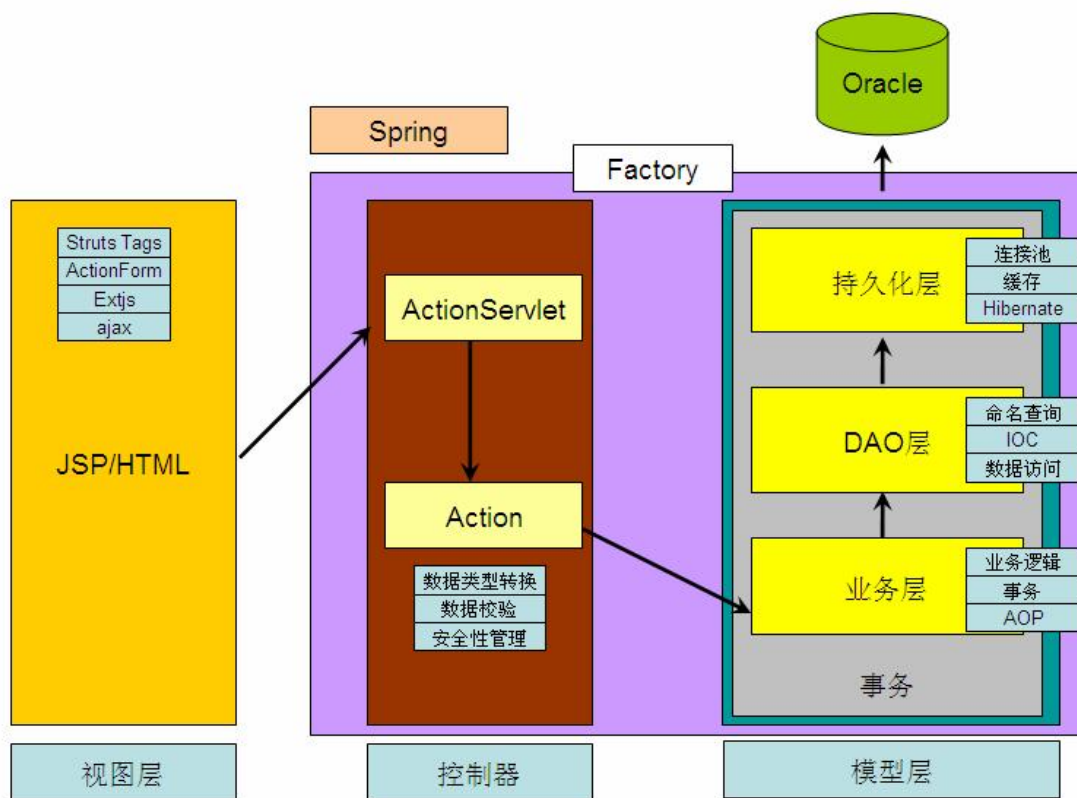 Oracle
Spring
Factory
Struts Tags
ActionForm
Extjs
ajax
JSP/HTML
视图层
ActionServlet
Action
数据类型转换
数据校验
安全性管理
控制器
持久化层
连接池
缓存
Hibernate
DAO层
命名查询
IOC
数据访问
业务层
业务逻辑
事务
AOP
事务
模型层